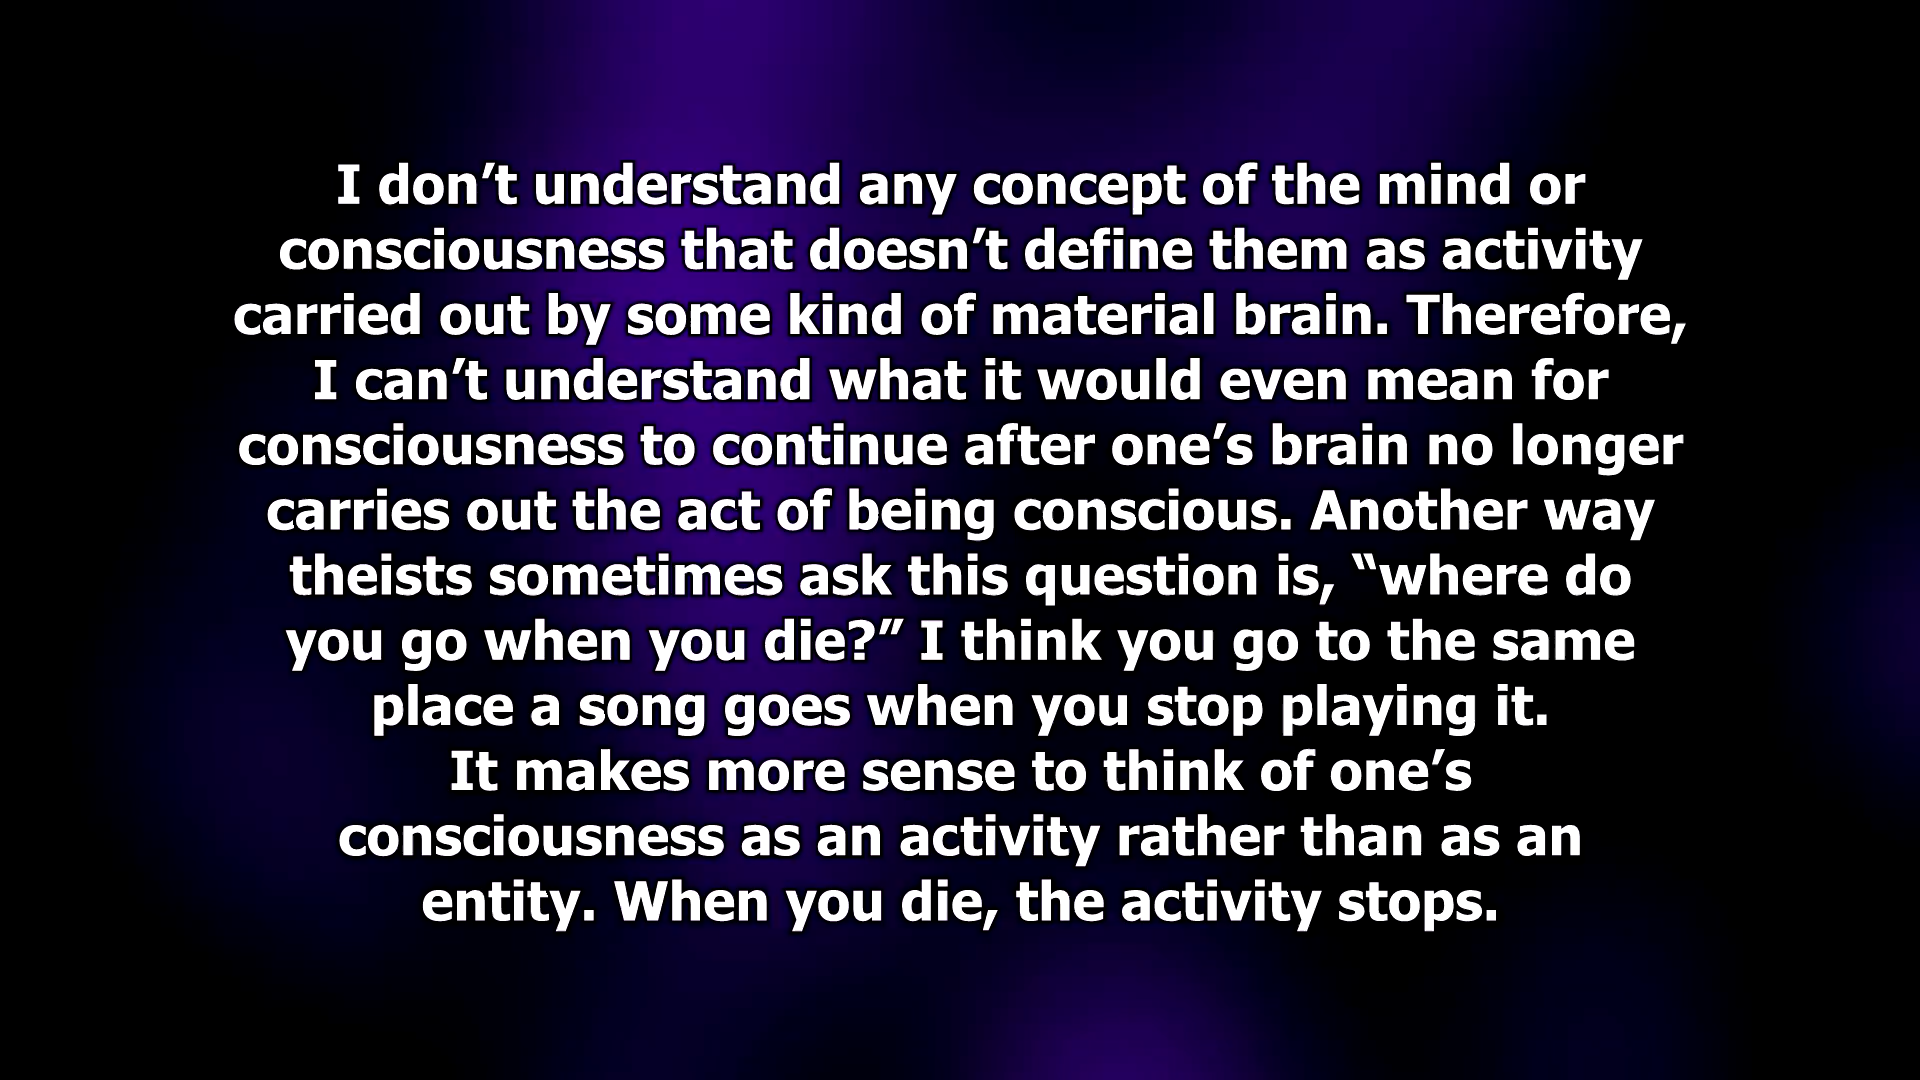 I don’t understand any concept of the mind or
consciousness that doesn’t define them as activity
carried out by some kind of material brain. Therefore,
I can’t understand what it would even mean for
consciousness to continue after one’s brain no longer
carries out the act of being conscious. Another way
theists sometimes ask this question is, “where do
you go when you die?” I think you go to the same
place a song goes when you stop playing it.
It makes more sense to think of one’s
consciousness as an activity rather than as an
entity. When you die, the activity stops.